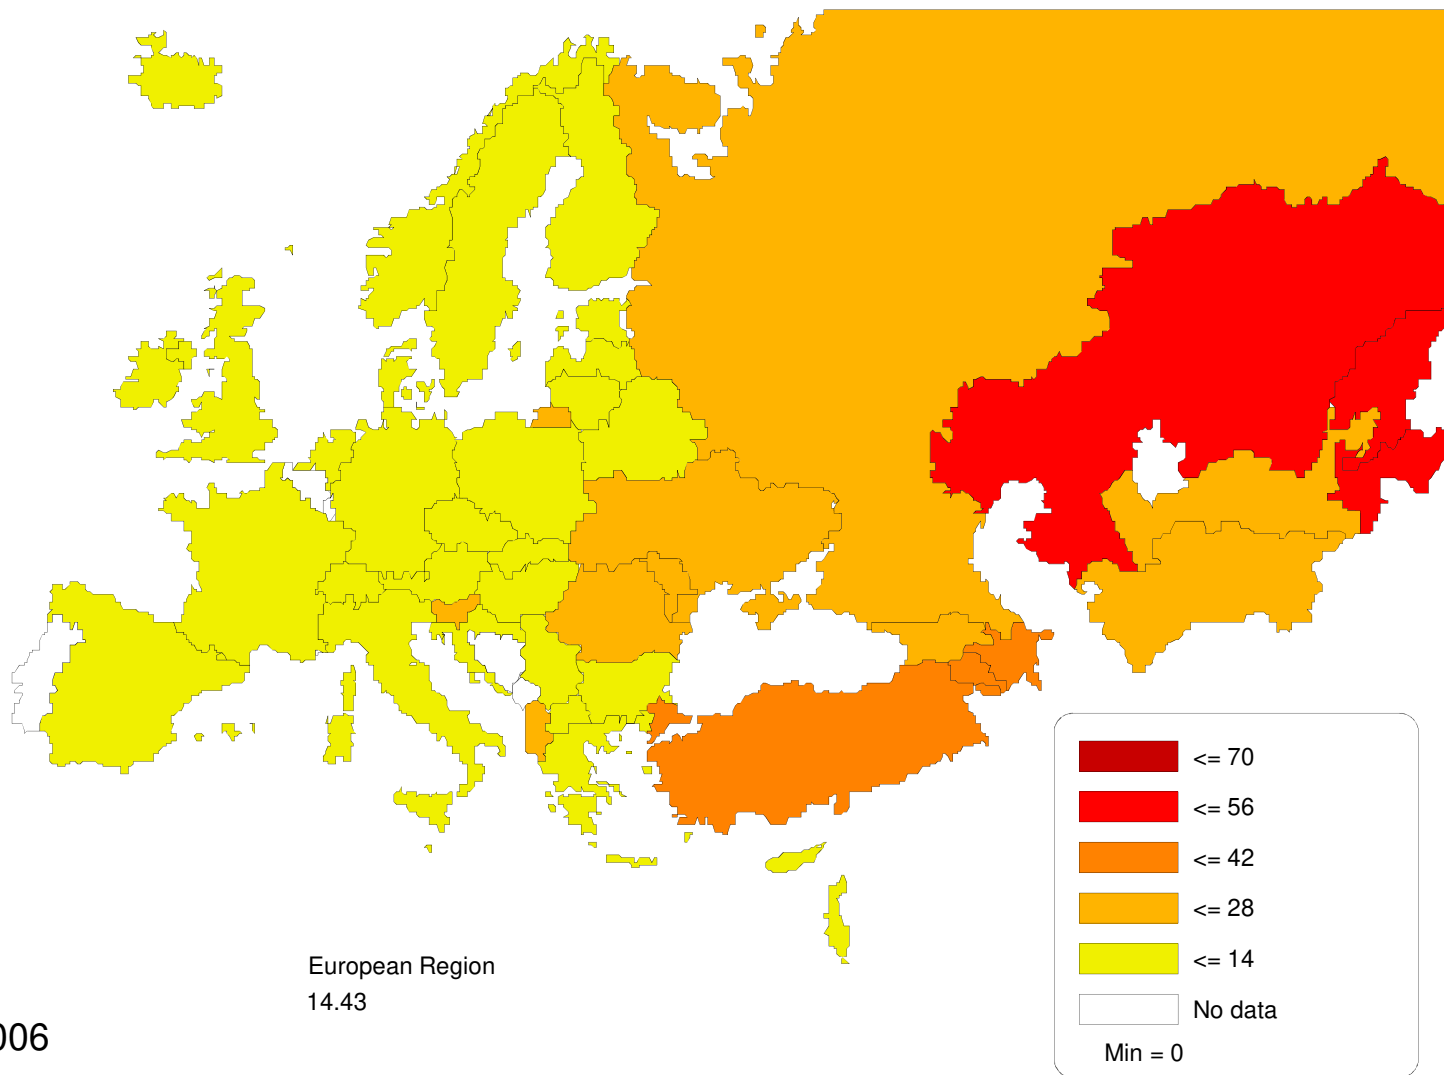 <= 70
<= 56
<= 42
<= 28
<= 14
No data
Min = 0
European Region
14.43
006